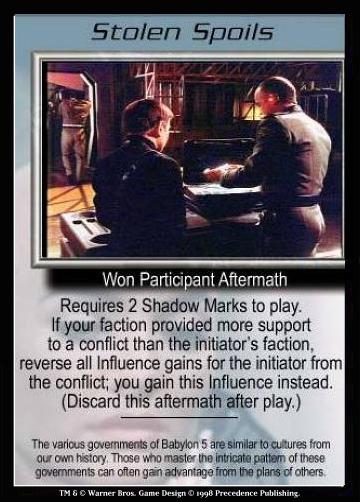 Stolen Spoils
Won Participant Aftermath
Requires 2 Shadow Marks to play.
If your faction provided more support
to a conflict than the initiator's faction,
reverse all Influence gains for the initiator from
the conflict; you gain this Influence instead.
(Discard this aftermath after play.)
The various governments of Babylon 5 are similar to cultures from
our own history. Those who master the intricate pattern of these
governments can often gain advantage from the plans of others.
TM & © Warner Bros. Game Design © 1998 Precedence Publishing.